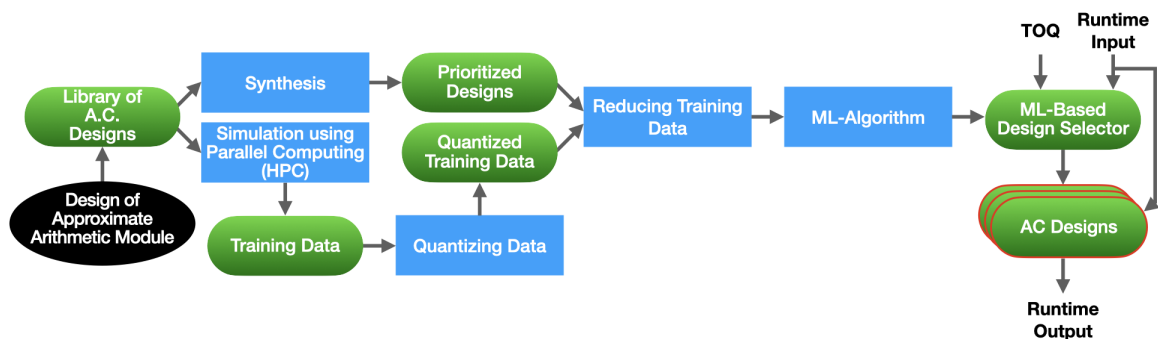 TOQ
Runtime
Input
Synthesis
Prioritized
Designs
Library of
A.C.
Designs
Reducing Training
Data
ML-Algorithm
ML-Based
Design Selector
Simulation using
Parallel Computing
(HPC)
Quantized
Training Data
Design of
Approximate
Arithmetic Module
Training Data
Quantizing Data
AC Designs
Runtime
Output